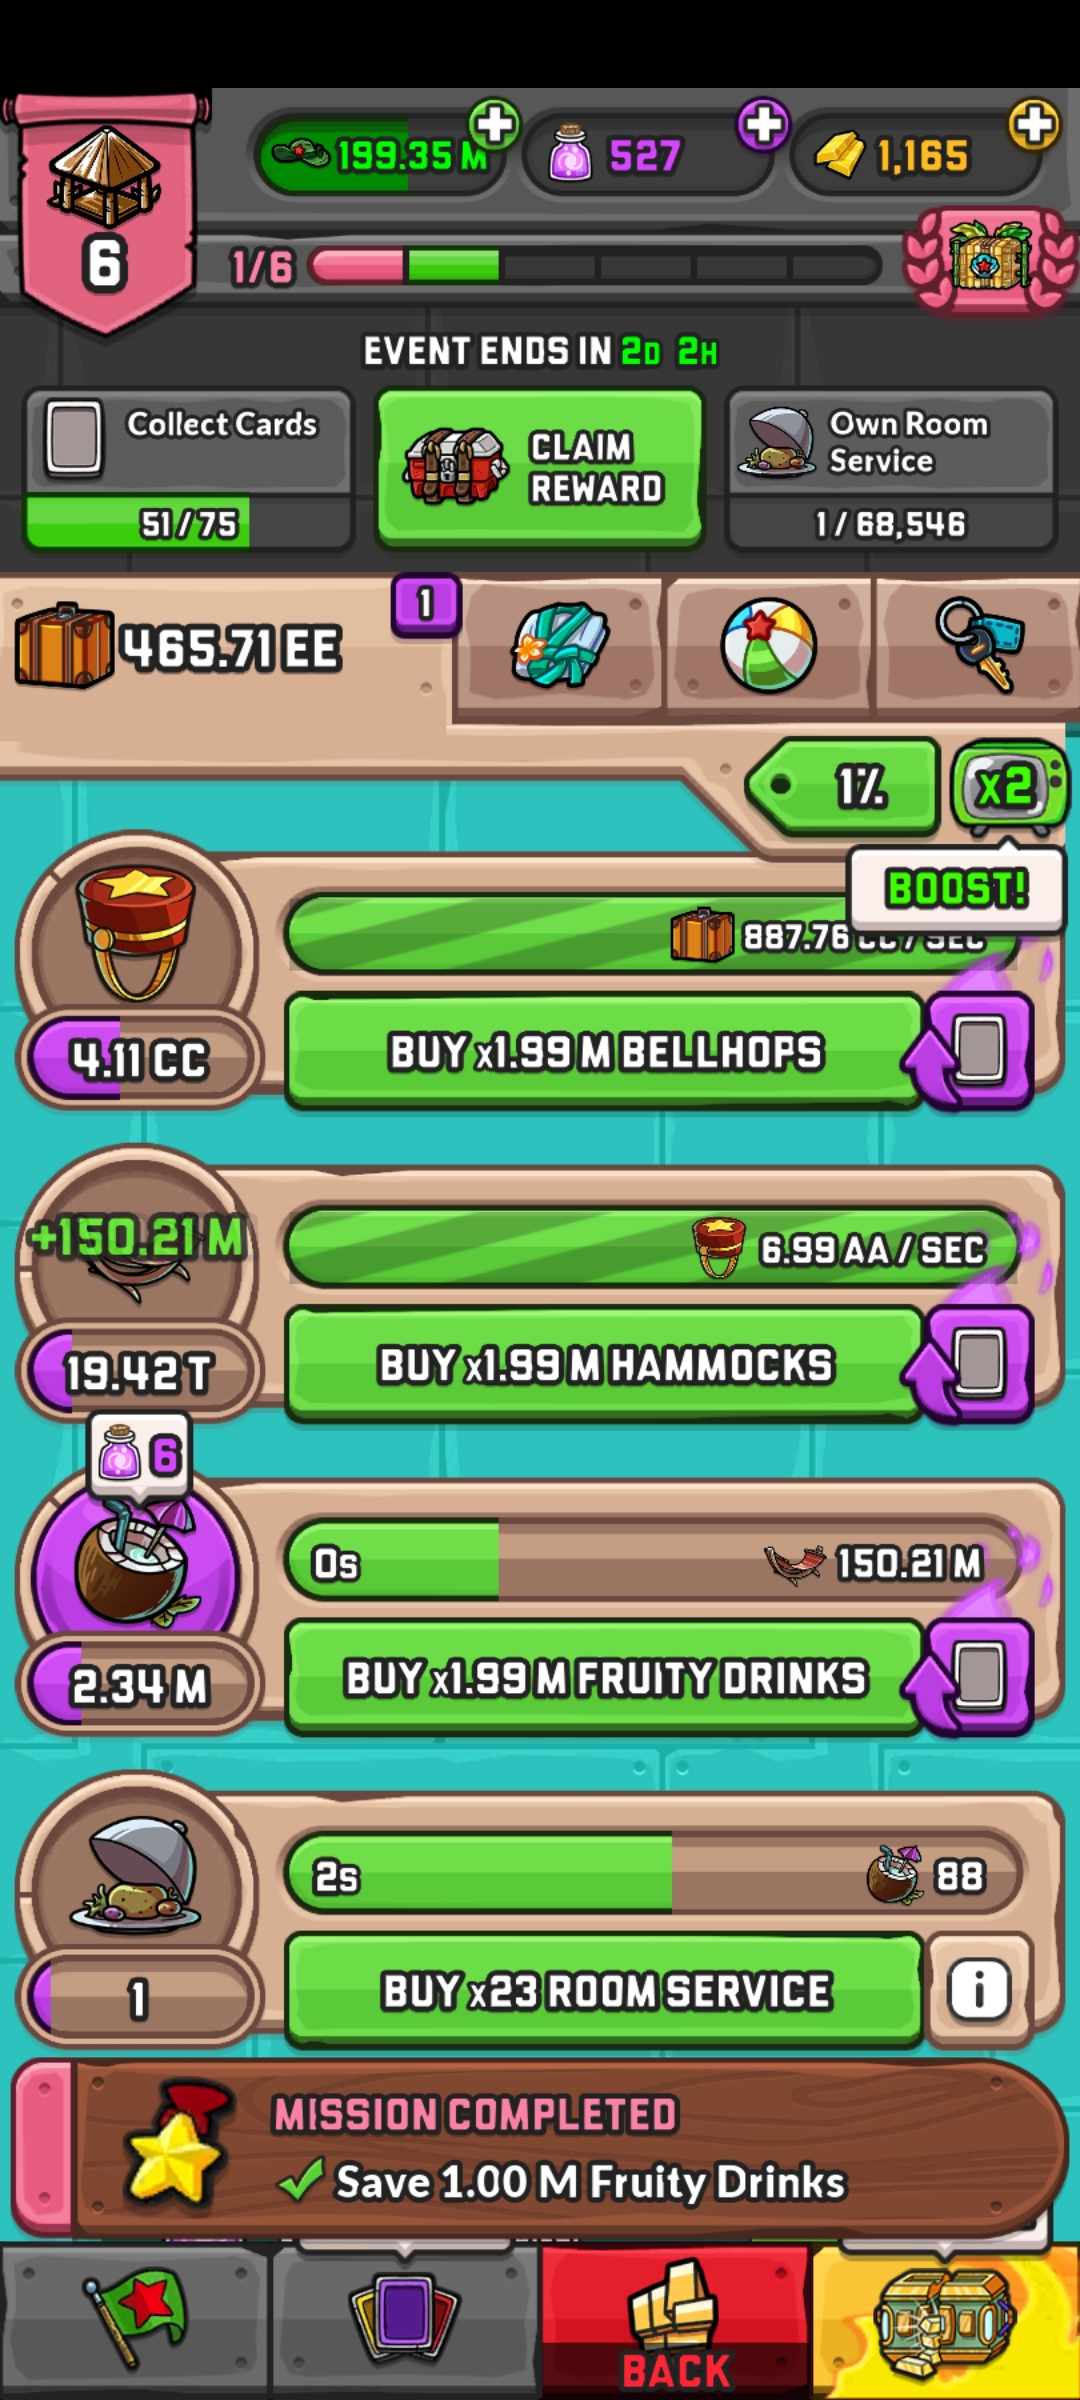 199.35 M
527
1,165
6
1/6
EVENT ENDS IN 2D 2H
Collect Cards
51/75
CLAIM
REWARD
Own Room
Service
1/68,546
465.71 EE
1
1%
x2
BOOST!
887.76 CC/SEC
4.11 CC
BUY x1.99 M BELLHOPS
+150.21 M
6.99 AA/SEC
19.42 T
BUY x1.99 M HAMMOCKS
6
0s
150.21 M
2.34 M
BUY x1.99 M FRUITY DRINKS
2s
88
1
BUY x23 ROOM SERVICE
i
MISSION COMPLETED
Save 1.00 M Fruity Drinks
BACK